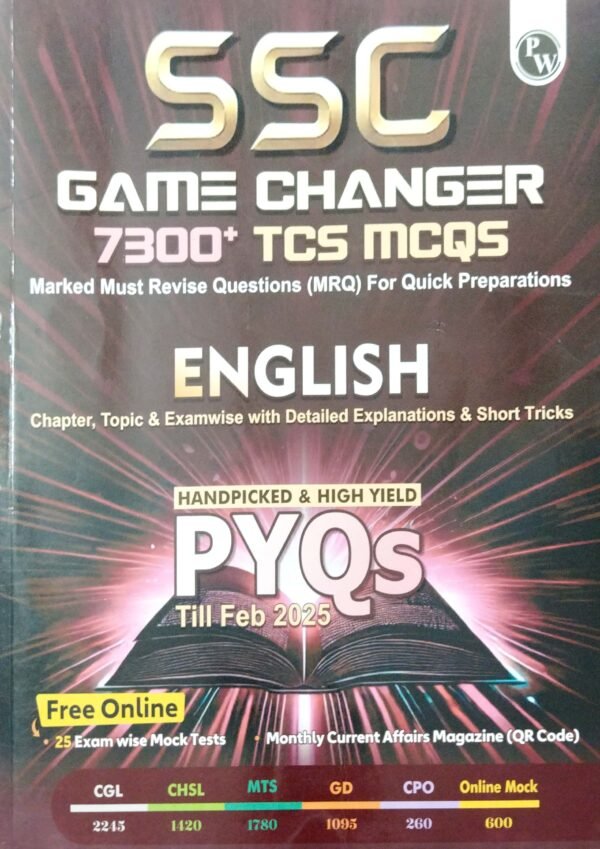 SSC
PW
GAME CHANGER
7300+ TCS MCQS
Marked Must Revise Questions (MRQ) For Quick Preparations
ENGLISH
Chapter, Topic & Examwise with Detailed Explanations & Short Tricks
HANDPICKED & HIGH YIELD
PYQs
Till Feb 2025
Free Online
• 25 Exam wise Mock Tests • Monthly Current Affairs Magazine (QR Code)
CGL CHSL MTS GD CPO Online Mock
2245 1420 1780 1095 260 600